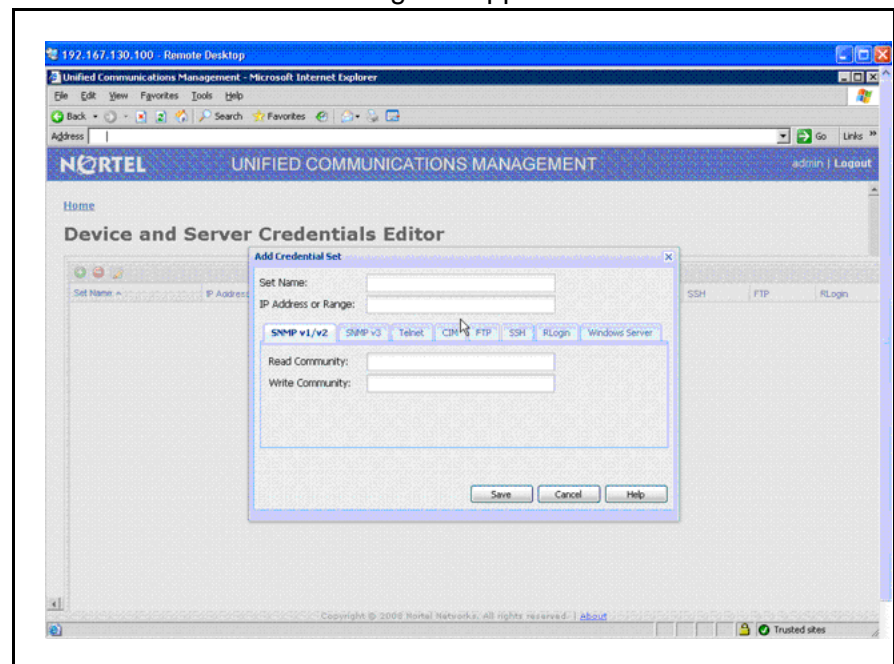 192.167.130.100 - Remote Desktop
Unified Communications Management - Microsoft Internet Explorer
File Edit View Favorites Tools Help
Back Search Favorites
Address Go Links »
NORTEL UNIFIED COMMUNICATIONS MANAGEMENT admin | Logout
Home
Device and Server Credentials Editor
Add Credential Set
Set Name IP Address SSH FTP RLogin
Set Name:
IP Address or Range:
SNMP v1/v2 SNMP v3 Telnet CIM FTP SSH RLogin Windows Server
Read Community:
Write Community:
Save Cancel Help
Copyright © 2008 Nortel Networks. All rights reserved. | About
Trusted sites